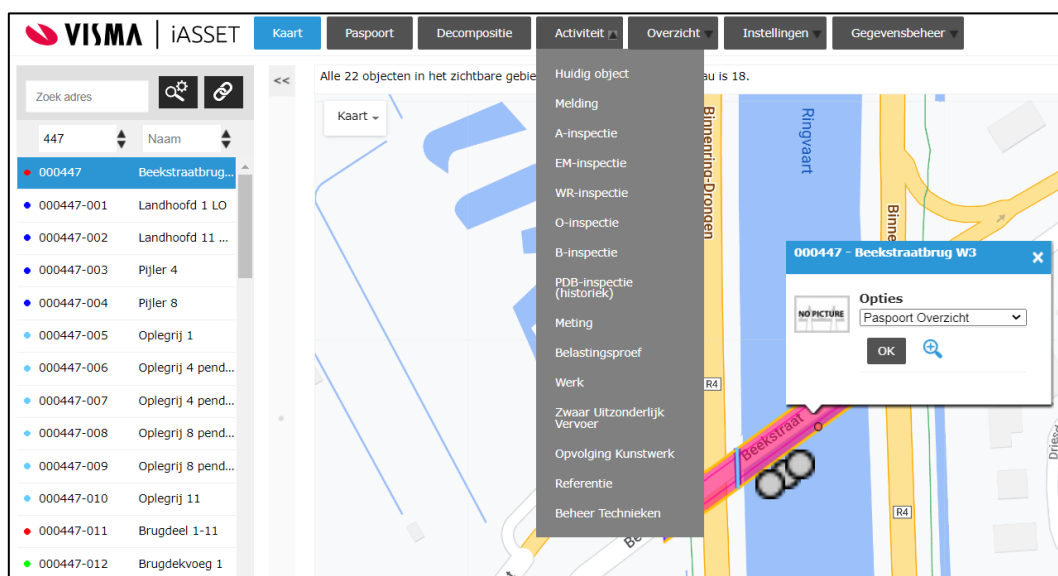 VISMA | iASSET
Kaart
Paspoort
Decompositie
Activiteit
Overzicht
Instellingen
Gegevensbeheer
Zoek adres
<<
Alle 22 objecten in het zichtbare gebie
au is 18.
447
Naam
000447 Beekstraatbrug...
000447-001 Landhoofd 1 LO
000447-002 Landhoofd 11 ...
000447-003 Pijler 4
000447-004 Pijler 8
000447-005 Oplegrij 1
000447-006 Oplegrij 4 pend...
000447-007 Oplegrij 4 pend...
000447-008 Oplegrij 8 pend...
000447-009 Oplegrij 8 pend...
000447-010 Oplegrij 11
000447-011 Brugdeel 1-11
000447-012 Brugdekvoeg 1
Kaart
Huidig object
Melding
A-inspectie
EM-inspectie
WR-inspectie
O-inspectie
B-inspectie
PDB-inspectie
(historiek)
Meting
Belastingsproef
Werk
Zwaar Uitzonderlijk
Vervoer
Opvolging Kunstwerk
Referentie
Beheer Technieken
Binnenring-Drongen
Ringvaart
Binne
000447 - Beekstraatbrug W3
x
NO PICTURE
Opties
Paspoort Overzicht
OK
R4
Beekstraat
R4
Driesd
Be